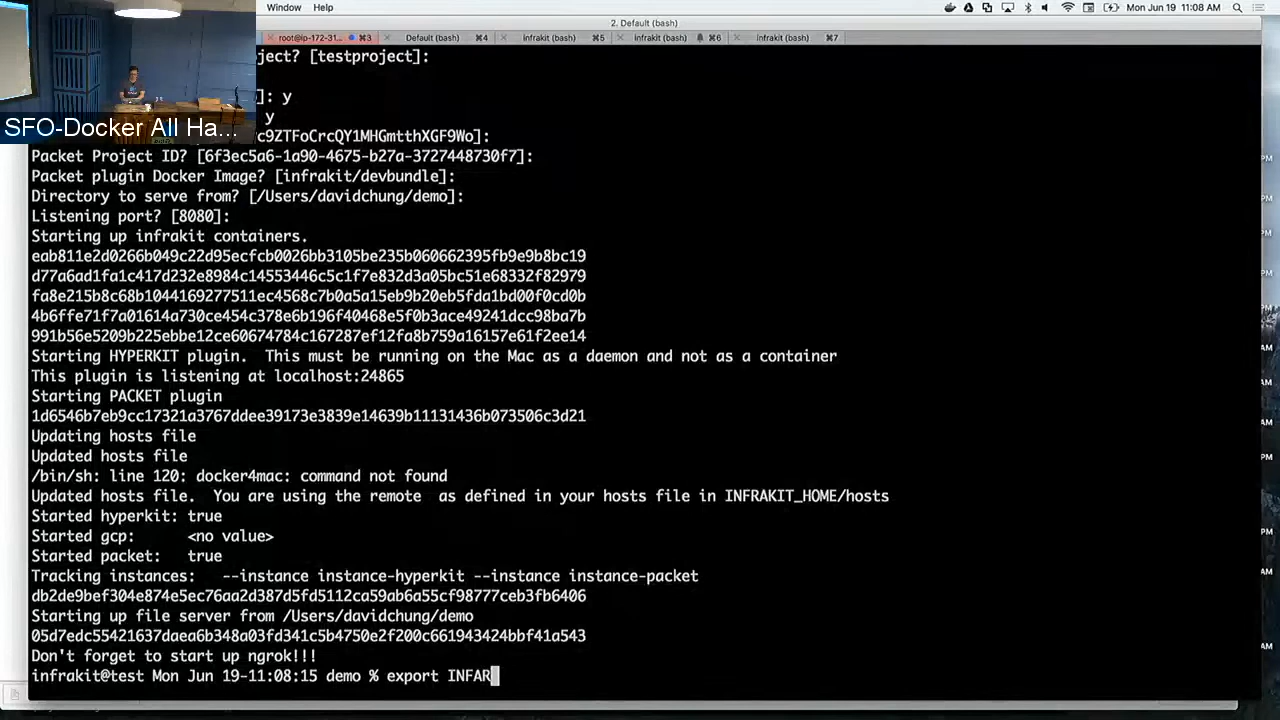 Window Help
Mon Jun 19 11:08 AM
2. Default (bash)
root@ip-172-31... ⌘3
Default (bash) ⌘4
infrakit (bash) ⌘5
infrakit (bash) ⌘6
infrakit (bash) ⌘7
SFO-Docker All Ha...
ject? [testproject]:
]: y
y
c9ZTFoCrcQY1MHGmtthXGF9Wo]:
Packet Project ID? [6f3ec5a6-1a90-4675-b27a-3727448730f7]:
Packet plugin Docker Image? [infrakit/devbundle]:
Directory to serve from? [/Users/davidchung/demo]:
Listening port? [8080]:
Starting up infrakit containers.
eab811e2d0266b049c22d95ecfcb0026bb3105be235b060662395fb9e9b8bc19
d77a6ad1fa1c417d232e8984c14553446c5c1f7e832d3a05bc51e68332f82979
fa8e215b8c68b1044169277511ec4568c7b0a5a15eb9b20eb5fda1bd00f0cd0b
4b6ffe71f7a01614a730ce454c378e6b196f40468e5f0b3ace49241dcc98ba7b
991b56e5209b225ebbe12ce60674784c167287ef12fa8b759a16157e61f2ee14
Starting HYPERKIT plugin.  This must be running on the Mac as a daemon and not as a container
This plugin is listening at localhost:24865
Starting PACKET plugin
1d6546b7eb9cc17321a3767ddee39173e3839e14639b11131436b073506c3d21
Updating hosts file
Updated hosts file
/bin/sh: line 120: docker4mac: command not found
Updated hosts file.  You are using the remote  as defined in your hosts file in INFRAKIT_HOME/hosts
Started hyperkit: true
Started gcp:      <no value>
Started packet:   true
Tracking instances:   --instance instance-hyperkit --instance instance-packet
db2de9bef304e874e5ec76aa2d387d5fd5112ca59ab6a55cf98777ceb3fb6406
Starting up file server from /Users/davidchung/demo
05d7edc55421637daea6b348a03fd341c5b4750e2f200c661943424bbf41a543
Don't forget to start up ngrok!!!
infrakit@test Mon Jun 19-11:08:15 demo % export INFAR